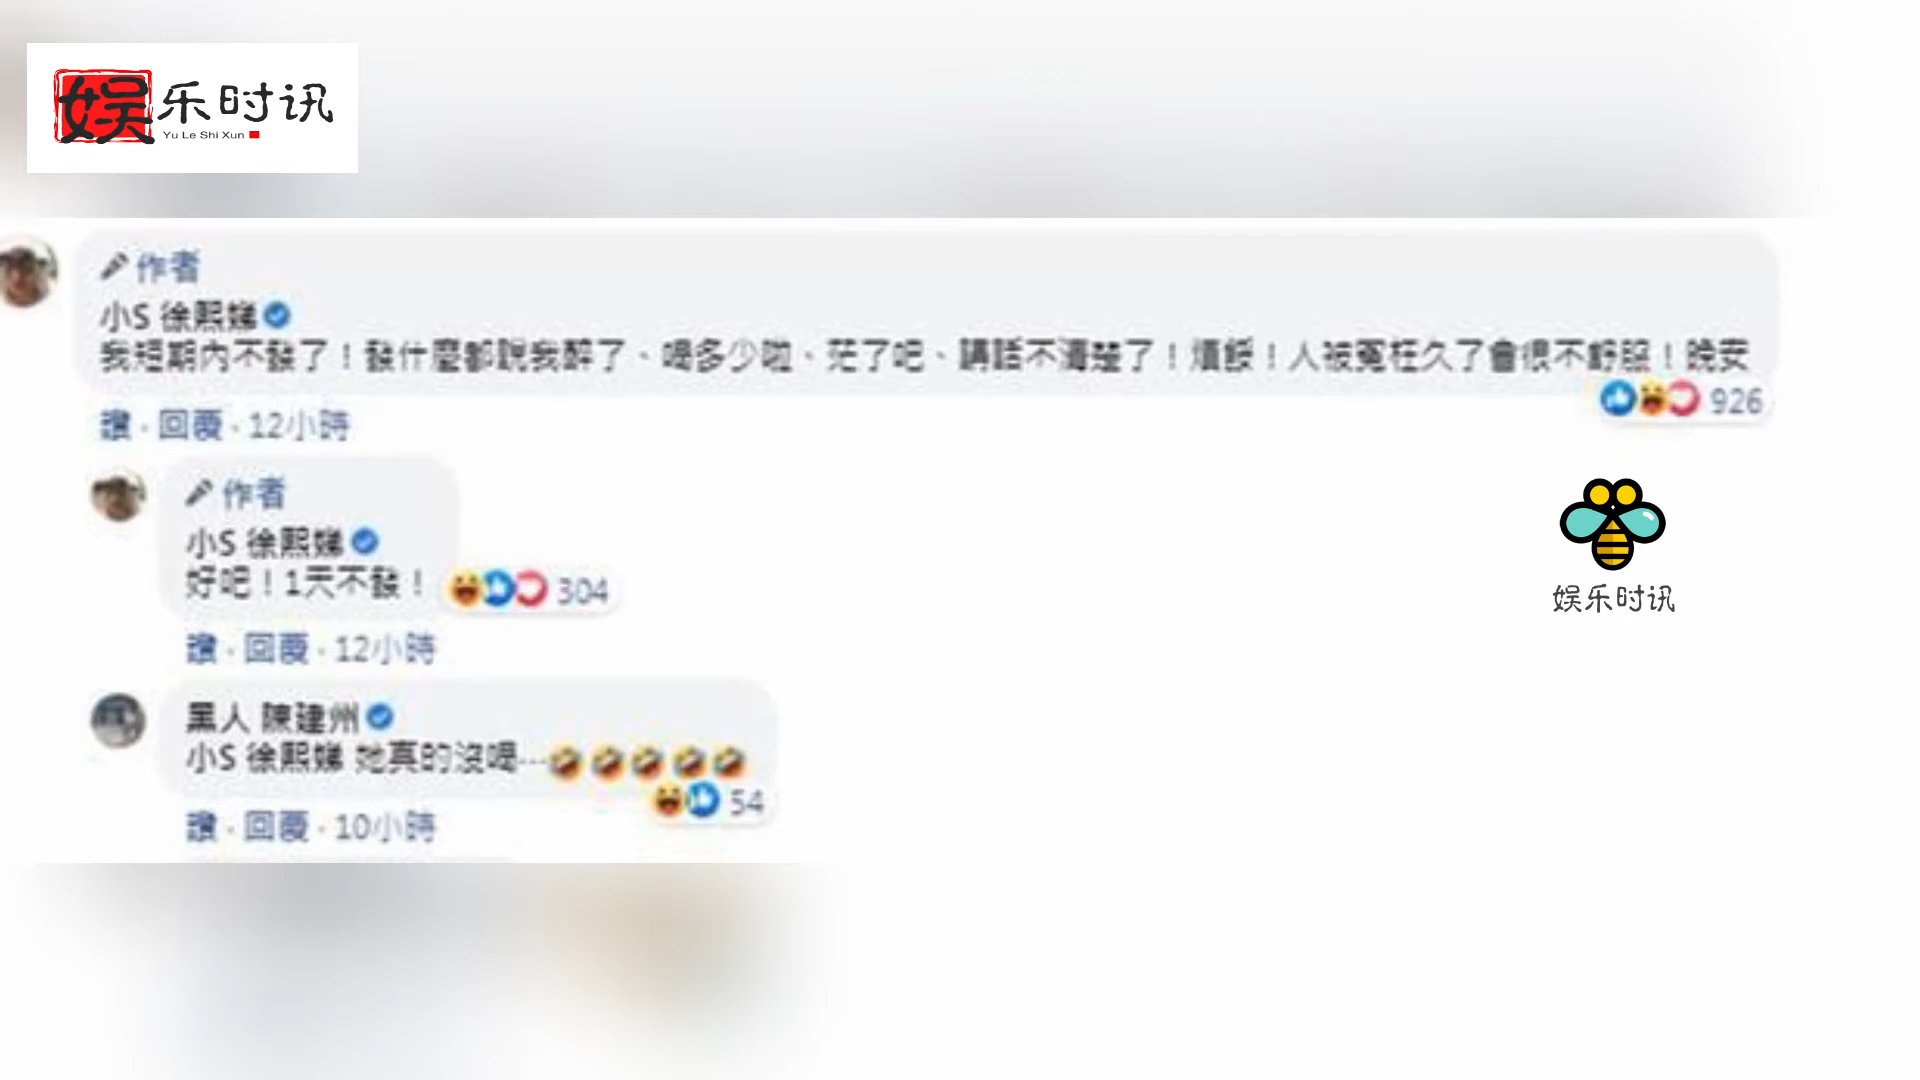 娱乐时讯
Yu Le Shi Xun
作者
小S 徐熙娣
我短期內不發了！發什麼都說我醉了、喝多少啦、茫了吧、講話不清楚了！煩餒！人被冤枉久了會很不舒服！晚安
926
讚 · 回覆 · 12小時
作者
小S 徐熙娣
好吧！1天不發！
304
讚 · 回覆 · 12小時
黑人 陳建州
小S 徐熙娣 她真的沒喝…🤣🤣🤣🤣🤣
54
讚 · 回覆 · 10小時
娱乐时讯